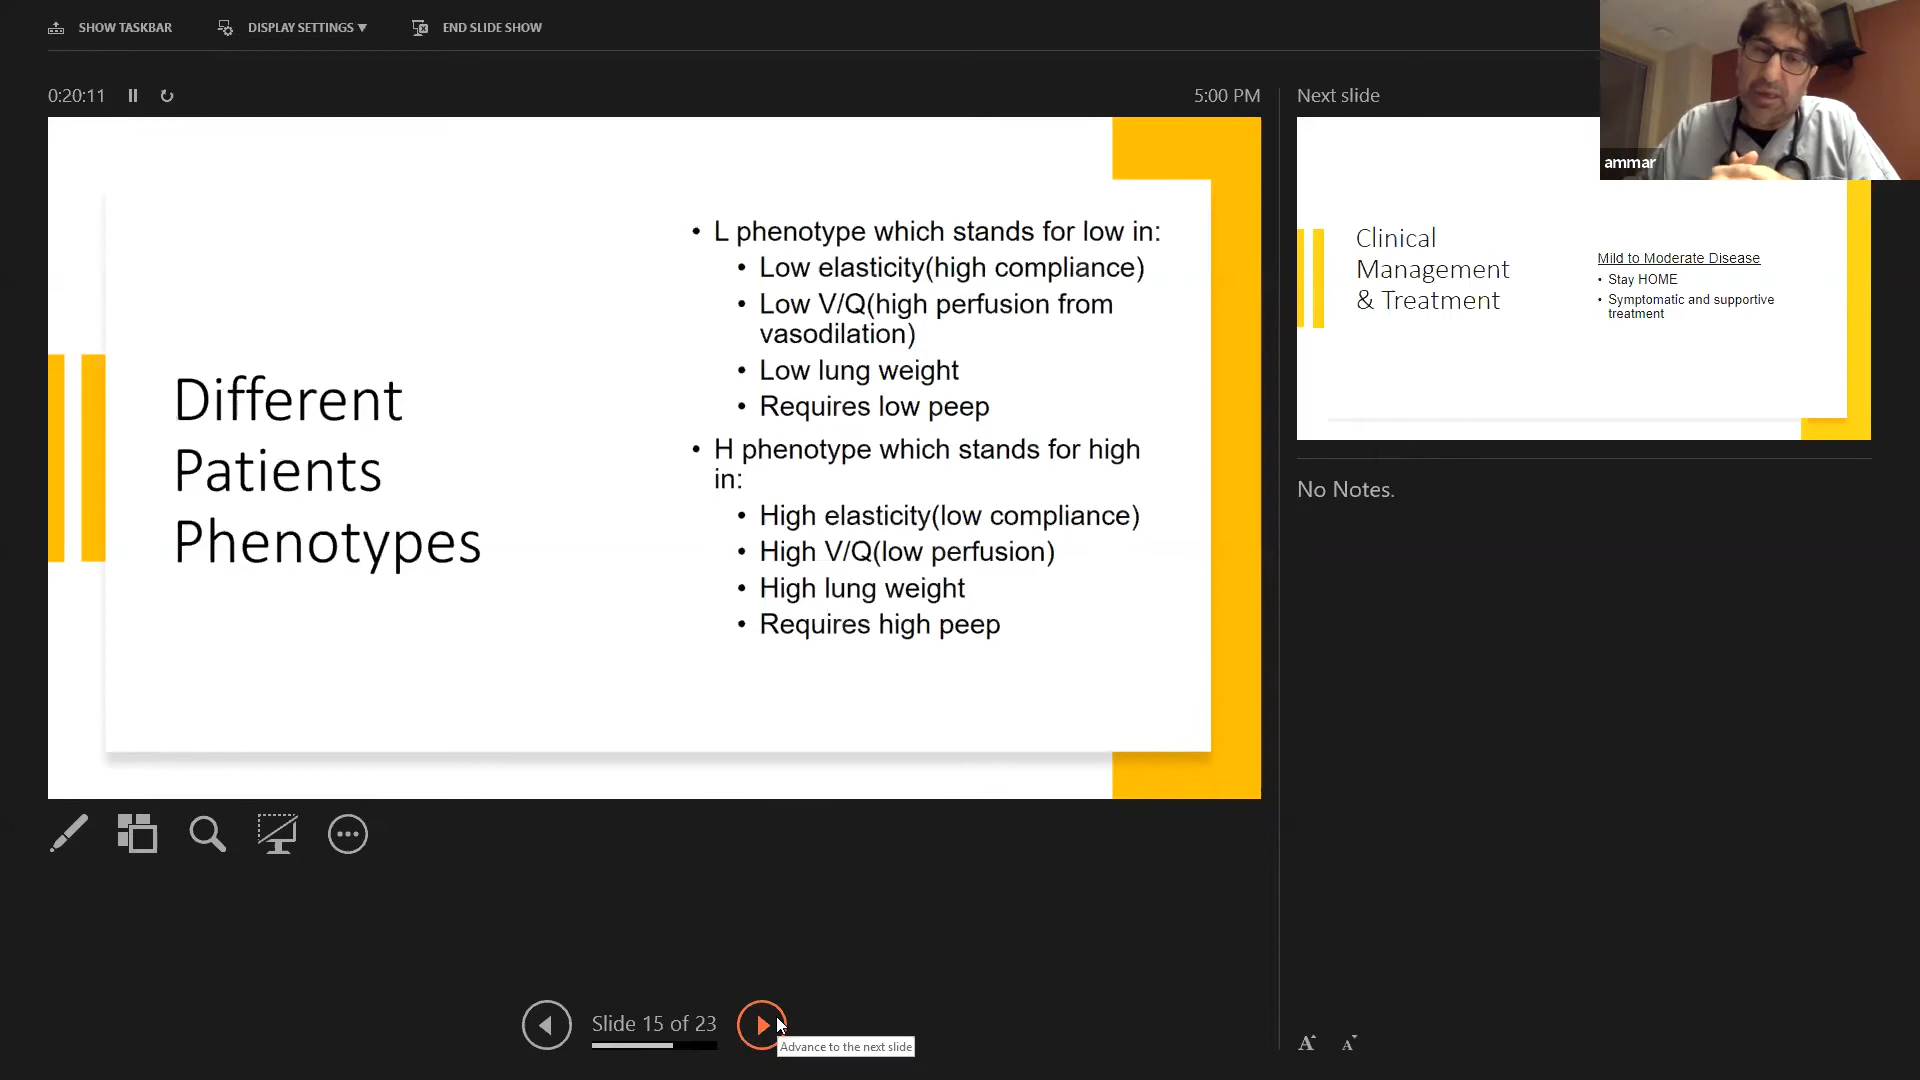 SHOW TASKBAR
DISPLAY SETTINGS ▼
END SLIDE SHOW
0:20:11
5:00 PM
Next slide
Different
Patients
Phenotypes
• L phenotype which stands for low in:
• Low elasticity(high compliance)
• Low V/Q(high perfusion from
vasodilation)
• Low lung weight
• Requires low peep
• H phenotype which stands for high
in:
• High elasticity(low compliance)
• High V/Q(low perfusion)
• High lung weight
• Requires high peep
ammar
Clinical
Management
& Treatment
Mild to Moderate Disease
• Stay HOME
• Symptomatic and supportive
treatment
No Notes.
Slide 15 of 23
Advance to the next slide
A A